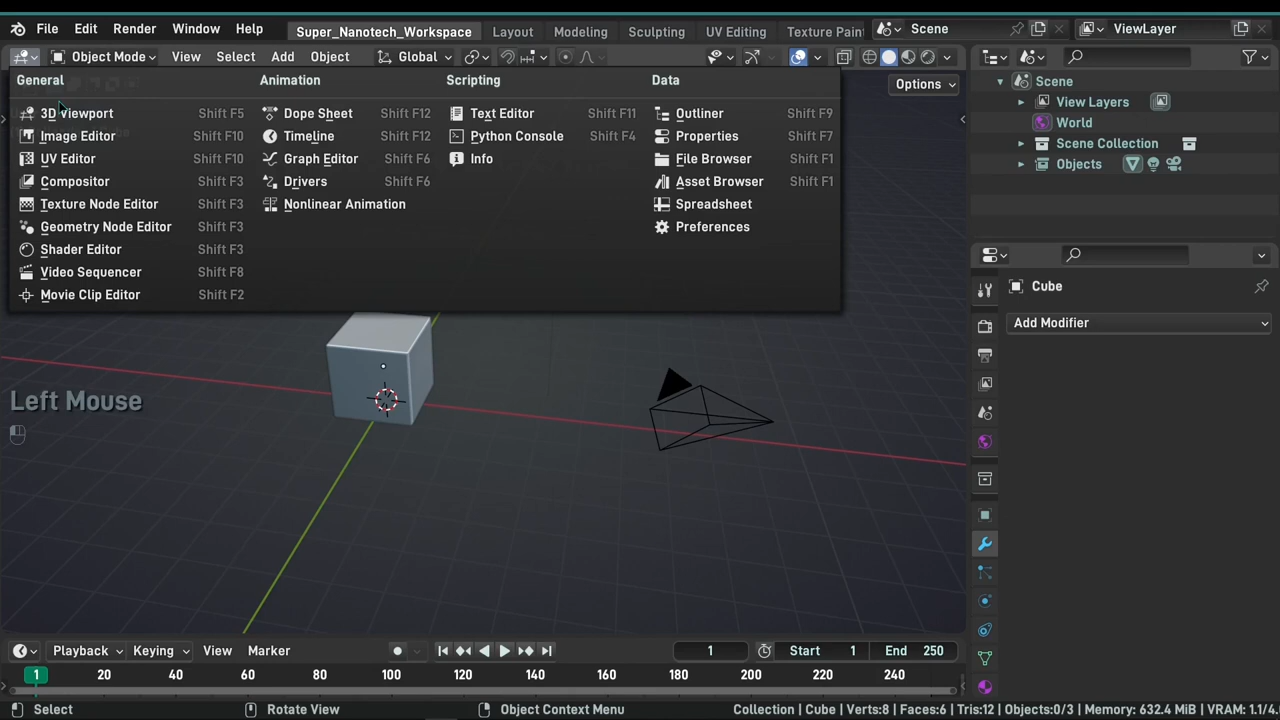 File Edit Render Window Help Super_Nanotech_Workspace Layout Modeling Sculpting UV Editing Texture Pain Scene ViewLayer
Object Mode View Select Add Object Global
Options
General Animation Scripting Data
3D Viewport Shift F5 Dope Sheet Shift F12 Text Editor Shift F11 Outliner Shift F9
Image Editor Shift F10 Timeline Shift F12 Python Console Shift F4 Properties Shift F7
UV Editor Shift F10 Graph Editor Shift F6 Info File Browser Shift F1
Compositor Shift F3 Drivers Shift F6 Asset Browser Shift F1
Texture Node Editor Shift F3 Nonlinear Animation Spreadsheet
Geometry Node Editor Shift F3 Preferences
Shader Editor Shift F3
Video Sequencer Shift F8
Movie Clip Editor Shift F2
Scene
View Layers
World
Scene Collection
Objects
Cube
Add Modifier
Left Mouse
Playback Keying View Marker 1 Start 1 End 250
1 20 40 60 80 100 120 140 160 180 200 220 240
Select Rotate View Object Context Menu Collection | Cube | Verts:8 | Faces:6 | Tris:12 | Objects:0/3 | Memory: 632.4 MiB | VRAM: 1.1/4.